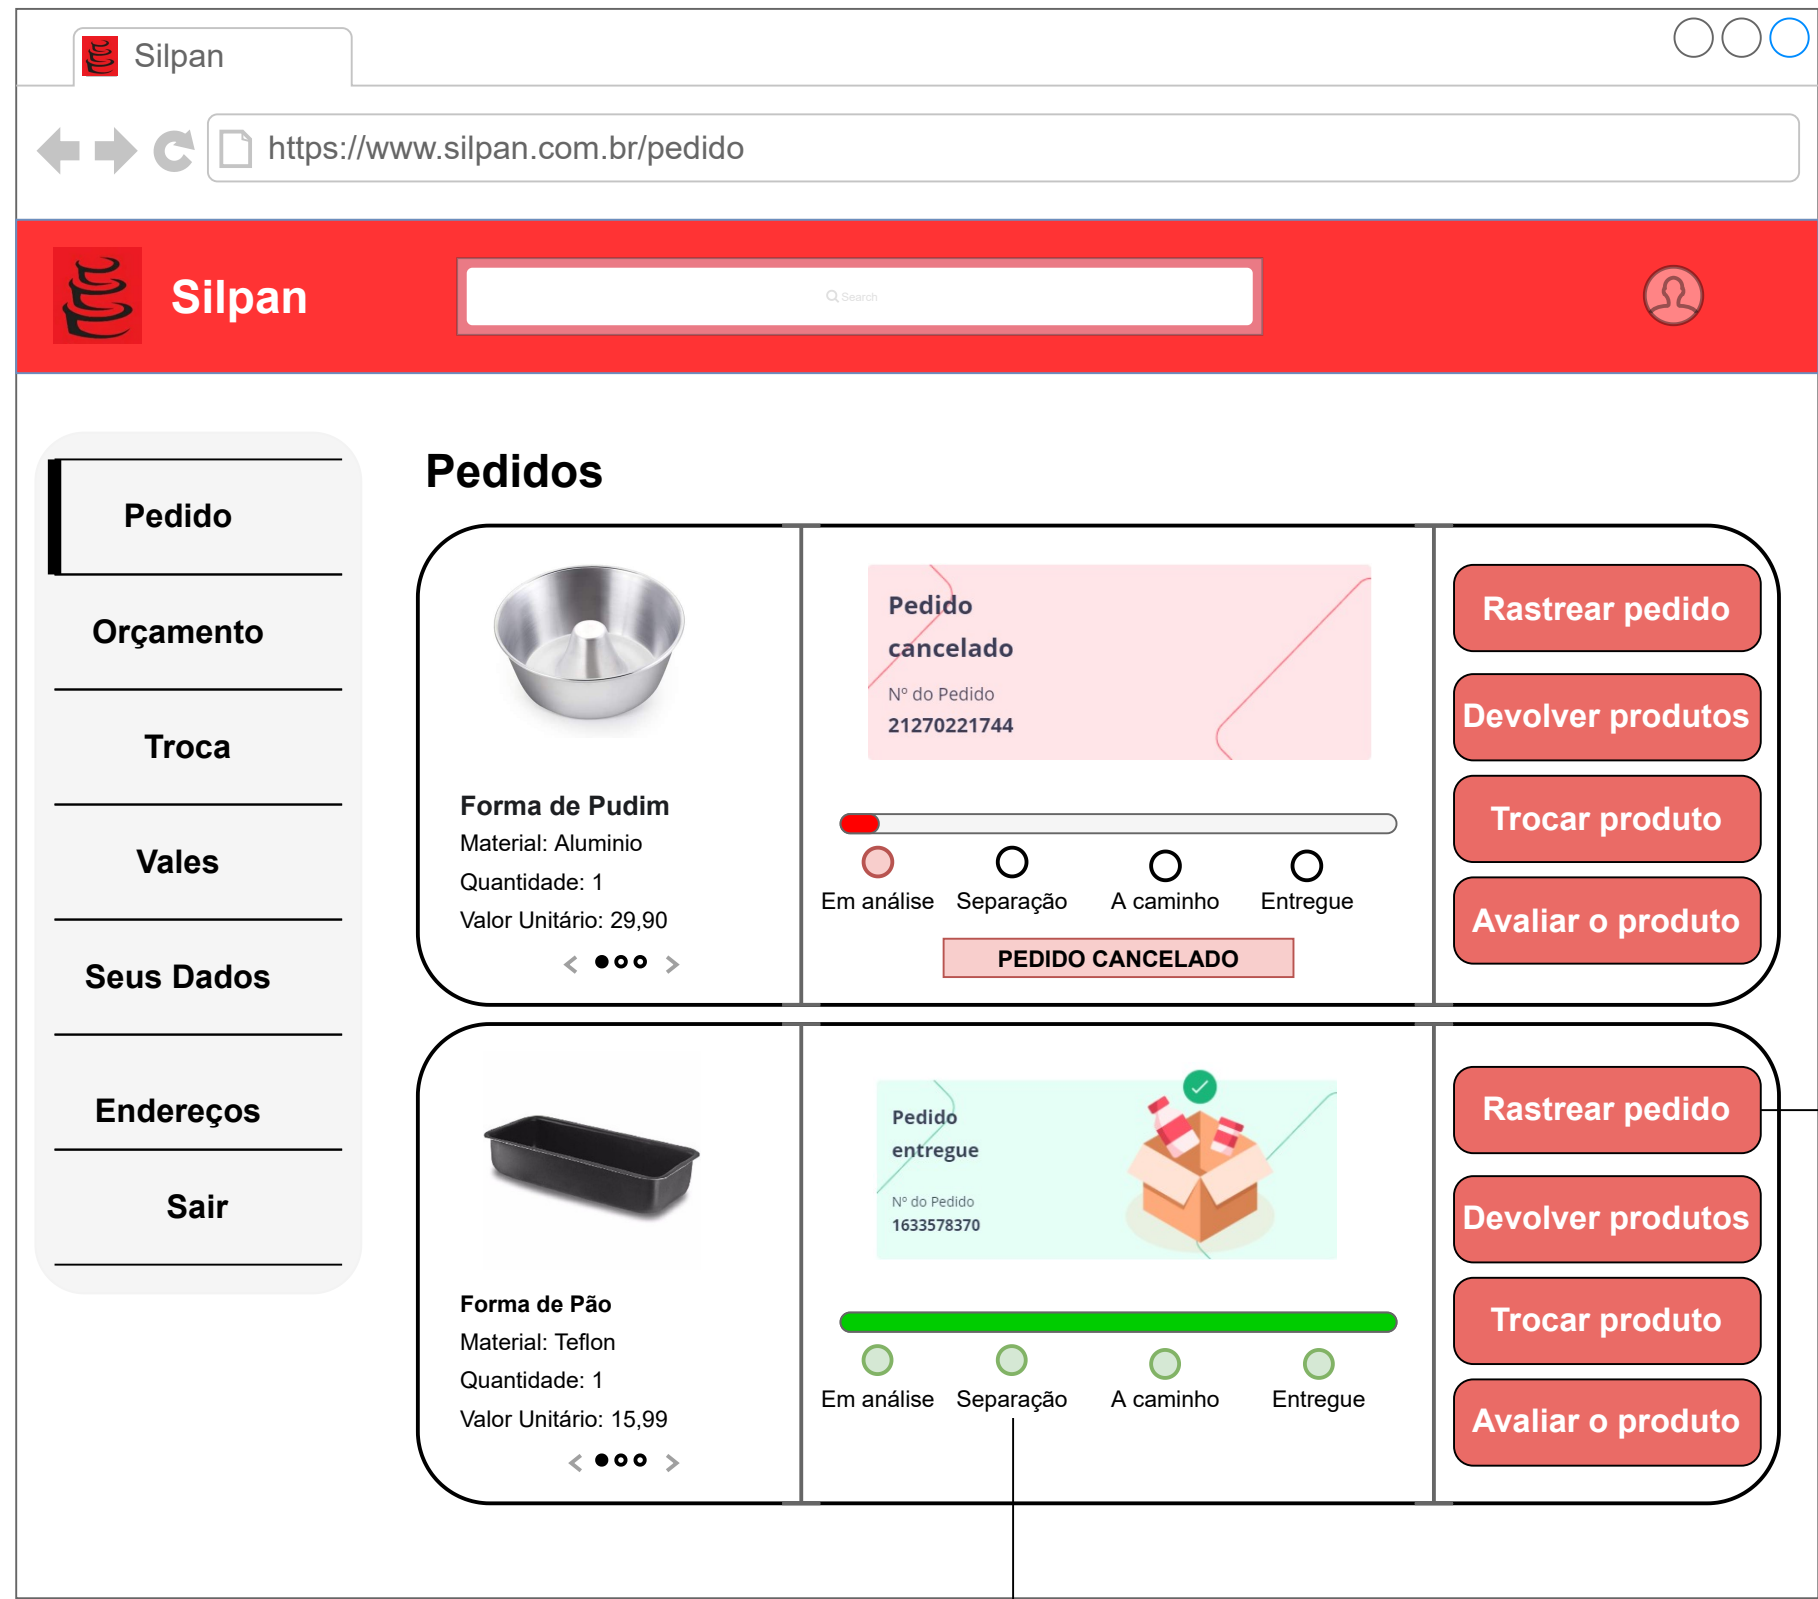 Silpan
https://www.silpan.com.br/pedido
Silpan
Search
Pedido
Orçamento
Troca
Vales
Seus Dados
Endereços
Sair
Pedidos
Forma de Pudim
Material: Aluminio
Quantidade: 1
Valor Unitário: 29,90
Pedido
cancelado
Nº do Pedido
21270221744
Em análise Separação A caminho Entregue
PEDIDO CANCELADO
Rastrear pedido
Devolver produtos
Trocar produto
Avaliar o produto
Forma de Pão
Material: Teflon
Quantidade: 1
Valor Unitário: 15,99
Pedido
entregue
Nº do Pedido
1633578370
Em análise Separação A caminho Entregue
Rastrear pedido
Devolver produtos
Trocar produto
Avaliar o produto